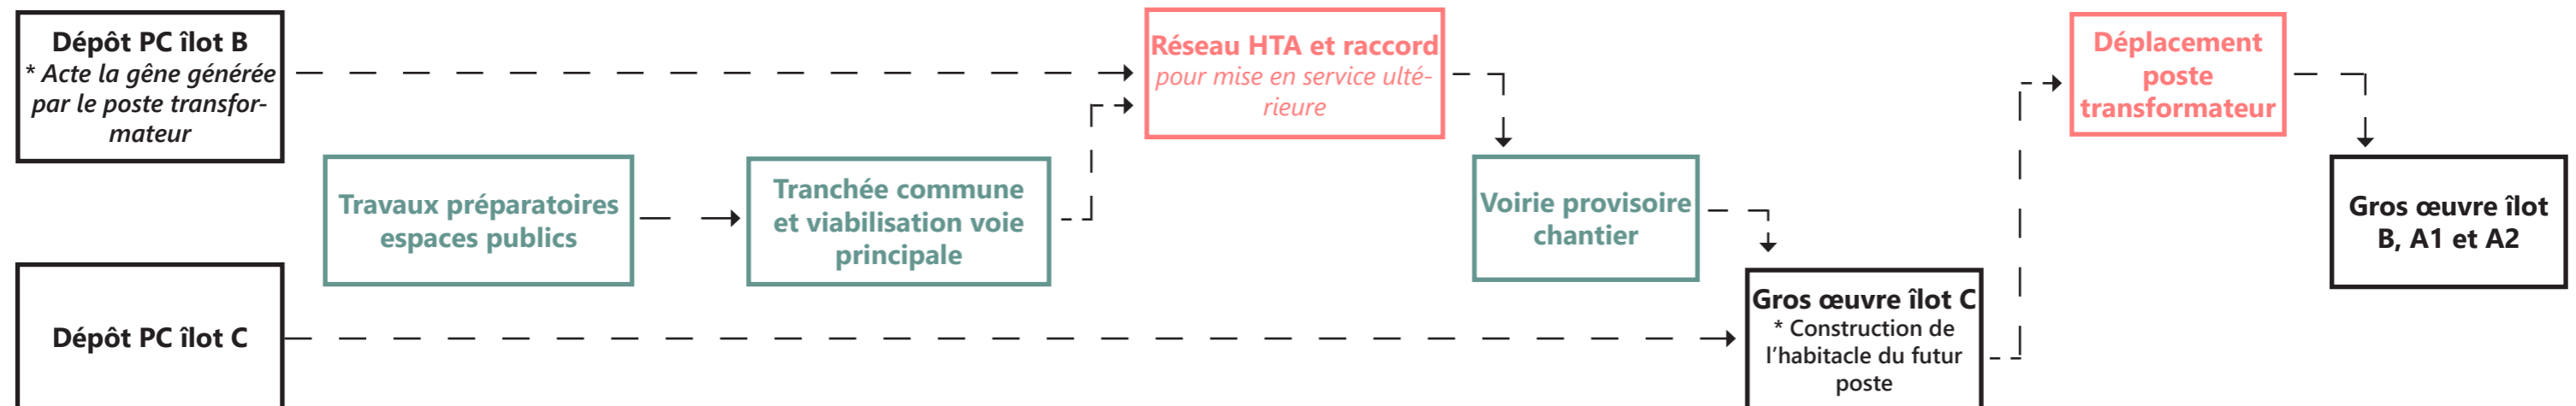 Dépôt PC îlot B
* Acte la gêne générée
par le poste transfor-
mateur
Travaux préparatoires
espaces publics
Dépôt PC îlot C
Tranchée commune
et viabilisation voie
principale
Réseau HTA et raccord
pour mise en service ulté-
rieure
Voirie provisoire
chantier
Gros œuvre îlot C
* Construction de
l’habitacle du futur
poste
Déplacement
poste
transformateur
Gros œuvre îlot
B, A1 et A2